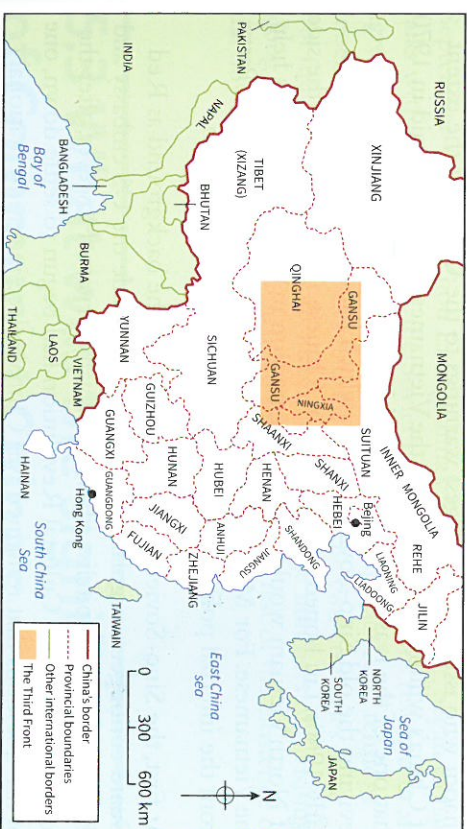 RUSSIA
MONGOLIA
XINJIANG
INNER MONGOLIA
REHE
JILIN
SUITUAN
LIAONING
LIADOONG
Beijing
HEBEI
GANSU
NINGXIA
SHANXI
SHANDONG
NORTH
KOREA
SOUTH
KOREA
Sea of
Japan
JAPAN
PAKISTAN
TIBET
(XIZANG)
QINGHAI
GANSU
SHAANXI
HENAN
JIANGSU
INDIA
NAPAL
BHUTAN
SICHUAN
HUBEI
ANHUI
ZHEJIANG
East China
sea
BANGLADESH
Bay of
Bengal
BURMA
YUNNAN
GUIZHOU
HUNAN
JIANGXI
FUJIAN
GUANGXI
GUANGDONG
Hong Kong
TAIWAIN
VIETNAM
LAOS
THAILAND
HAINAN
South China
Sea
N
0 300 600 km
China's border
Provincial boundaries
Other international borders
The Third Front